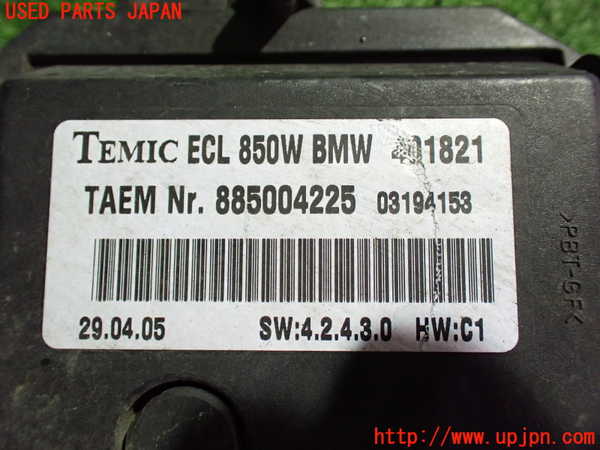 USED PARTS JAPAN
TEMIC ECL 850W BMW
TAEM Nr. 885004225 03194153
29.04.05 SW:4.2.4.3.0 HW:C1
>PBT-GF<
http://www.upjpn.com/